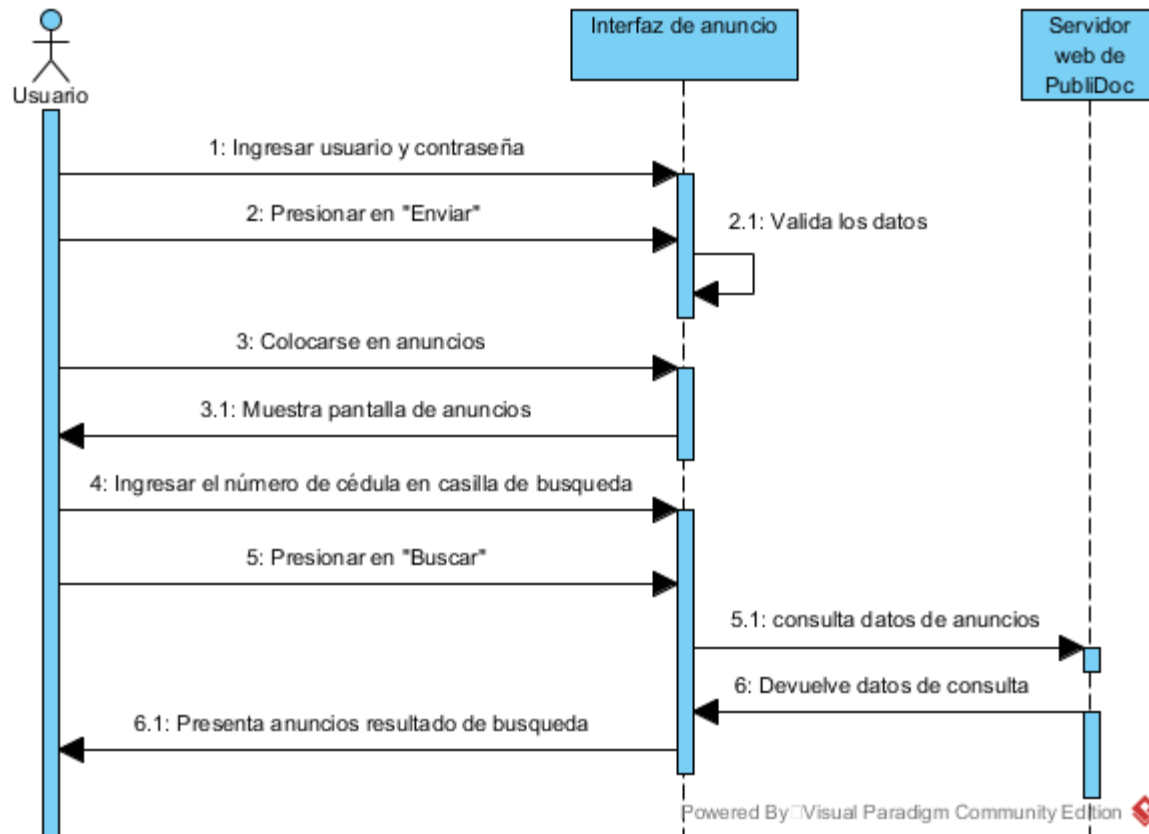 Interfaz de anuncio
Servidor
web de
PubliDoc
Usuario
1: Ingresar usuario y contraseña
2: Presionar en "Enviar"
2.1: Valida los datos
3: Colocarse en anuncios
3.1: Muestra pantalla de anuncios
4: Ingresar el número de cédula en casilla de busqueda
5: Presionar en "Buscar"
5.1: consulta datos de anuncios
6: Devuelve datos de consulta
6.1: Presenta anuncios resultado de busqueda
Powered By Visual Paradigm Community Edition